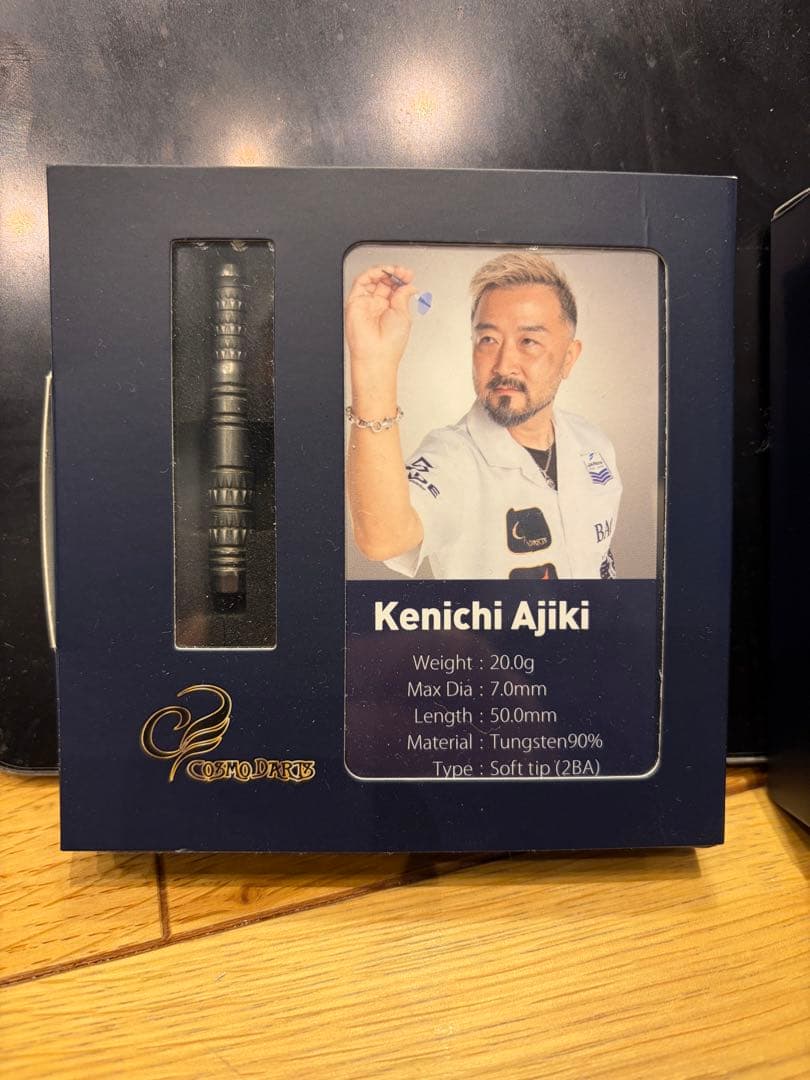 Kenichi Ajiki
Weight : 20.0g
Max Dia : 7.0mm
Length : 50.0mm
Material : Tungsten90%
Type : Soft tip (2BA)
COSMO DARTS